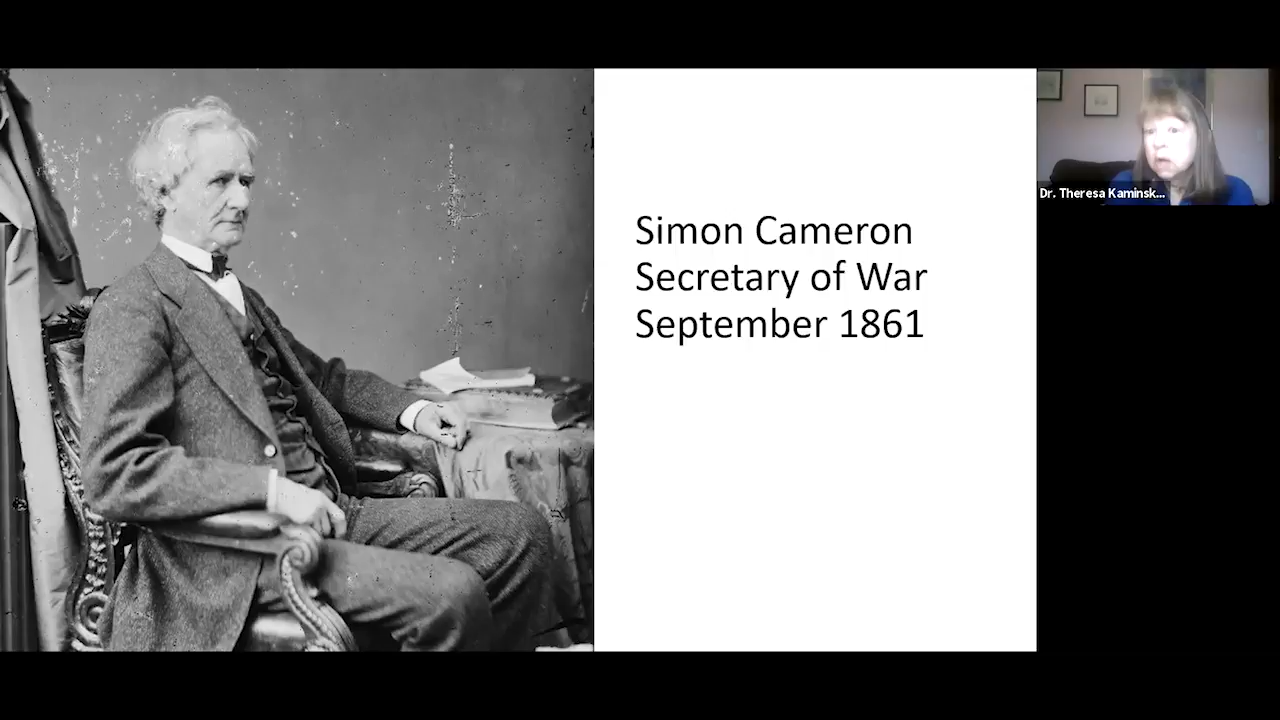 Simon Cameron
Secretary of War
September 1861
Dr. Theresa Kaminsk...